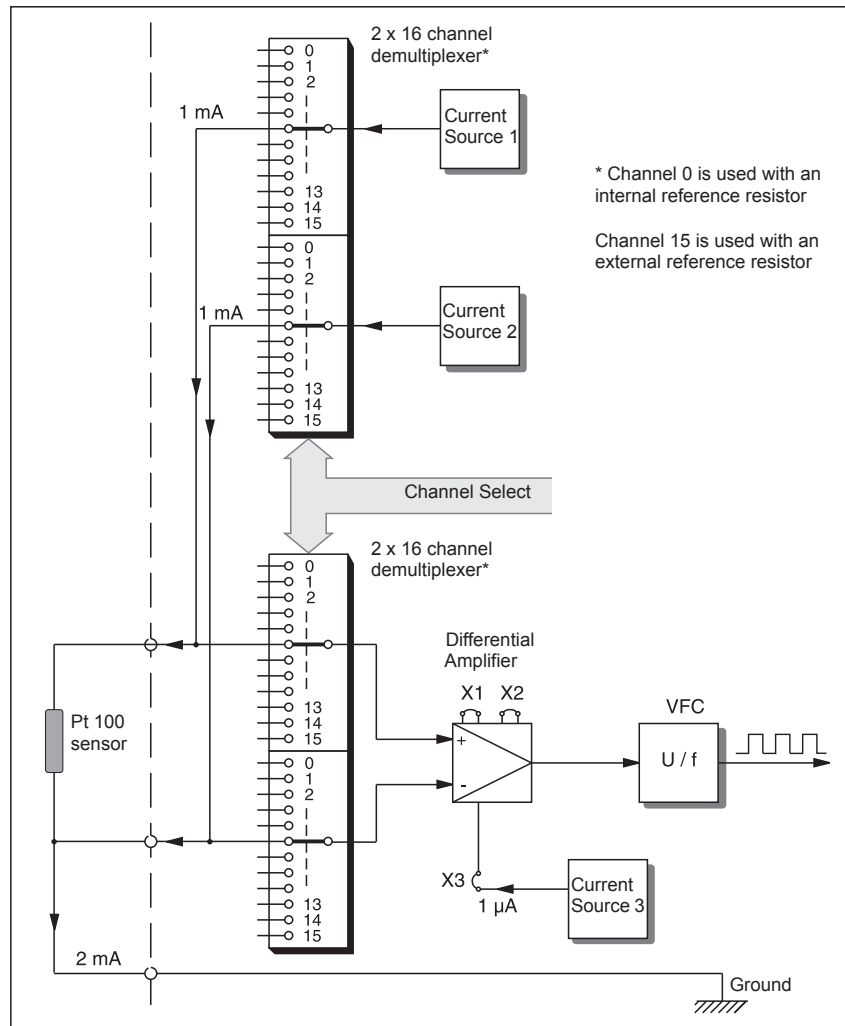 2 x 16 channel
demultiplexer*
0
1
2
13
14
15
1 mA
Current
Source 1
* Channel 0 is used with an
internal reference resistor
Channel 15 is used with an
external reference resistor
0
1
2
13
14
15
1 mA
Current
Source 2
Channel Select
2 x 16 channel
demultiplexer*
0
1
2
13
14
15
Pt 100
sensor
Differential
Amplifier
X1 X2
+
-
VFC
U / f
0
1
2
13
14
15
X3
1 µA
Current
Source 3
2 mA
Ground